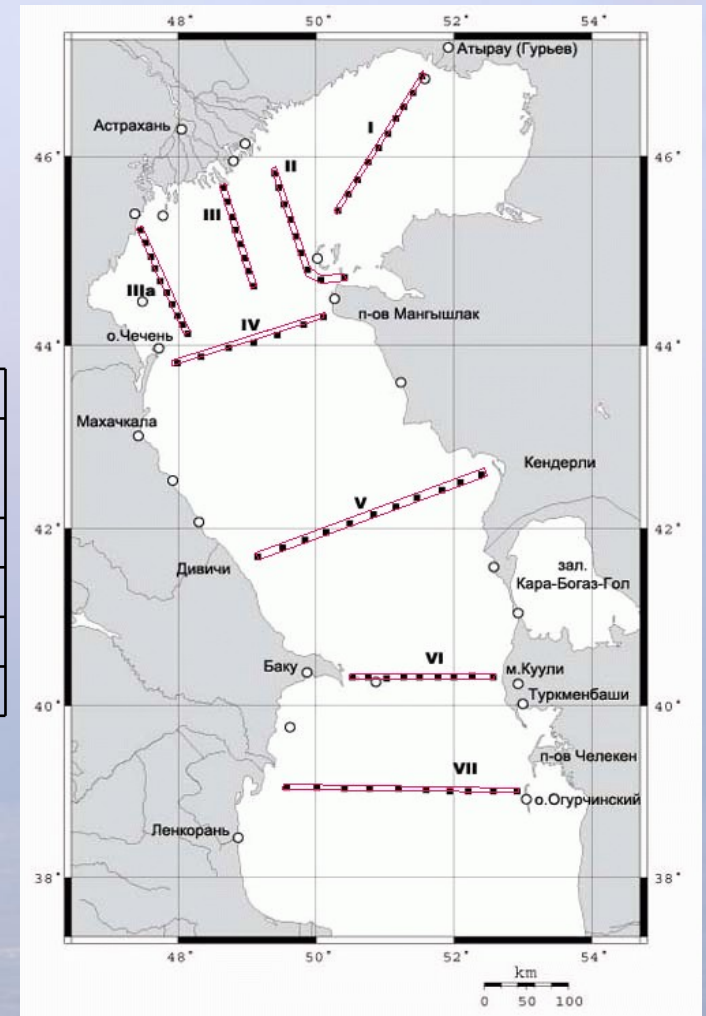 48° 50° 52° 54°
Атырау (Гурьев)
Астрахань
I
46° 46°
II
III
IIIa
п-ов Мангышлак
IV
о.Чечень
44° 44°
Махачкала
Кендерли
V
42° 42°
зал.
Кара-Богаз-Гол
Дивичи
VI
Баку
м.Куули
Туркменбаши
40° 40°
п-ов Челекен
VII
о.Огурчинский
Ленкорань
38° 38°
48° 50° 52° 54°
km
0 50 100